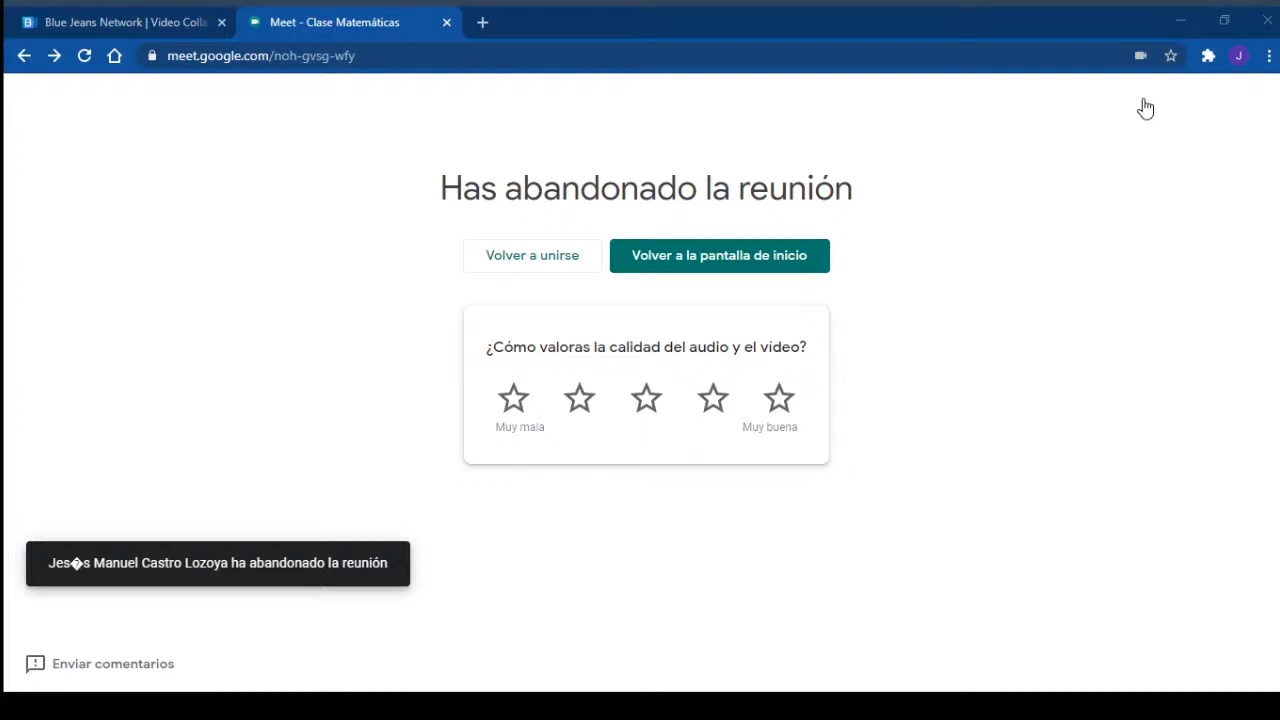 Blue Jeans Network | Video Colla
Meet - Clase Matemáticas
meet.google.com/noh-gvsg-wfy
J
Has abandonado la reunión
Volver a unirse
Volver a la pantalla de inicio
¿Cómo valoras la calidad del audio y el vídeo?
Muy mala
Muy buena
Jes�s Manuel Castro Lozoya ha abandonado la reunión
Enviar comentarios